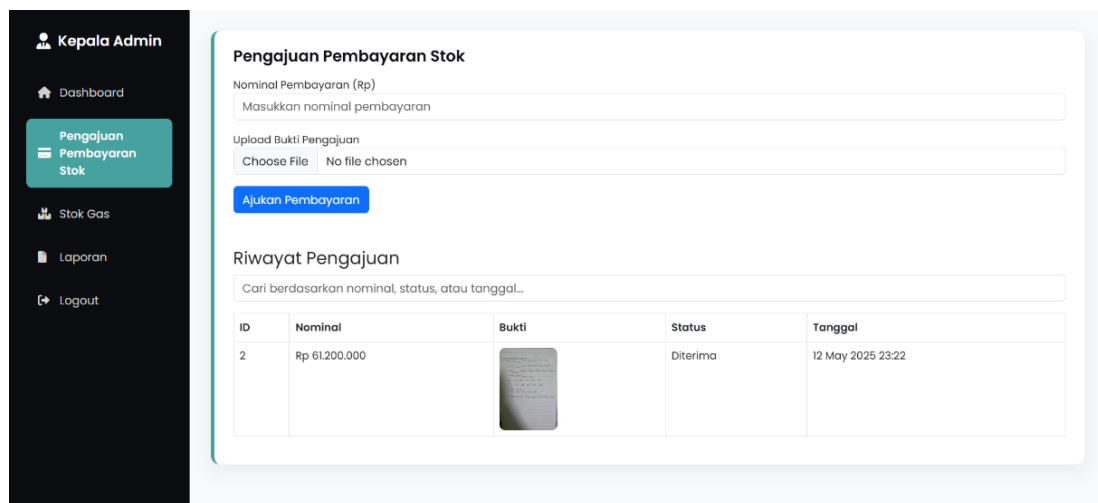 Kepala Admin
Dashboard
Pengajuan
Pembayaran
Stok
Stok Gas
Laporan
Logout
Pengajuan Pembayaran Stok
Nominal Pembayaran (Rp)
Masukkan nominal pembayaran
Upload Bukti Pengajuan
Choose File No file chosen
Ajukan Pembayaran
Riwayat Pengajuan
Cari berdasarkan nominal, status, atau tanggal...
ID Nominal Bukti Status Tanggal
2 Rp 61.200.000 Diterima 12 May 2025 23:22